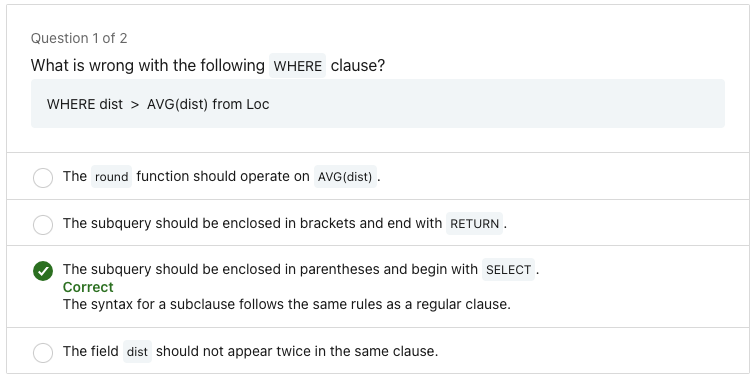 Question 1 of 2
What is wrong with the following WHERE clause?
WHERE dist > AVG(dist) from Loc
The round function should operate on AVG(dist) .
The subquery should be enclosed in brackets and end with RETURN .
The subquery should be enclosed in parentheses and begin with SELECT .
Correct
The syntax for a subclause follows the same rules as a regular clause.
The field dist should not appear twice in the same clause.